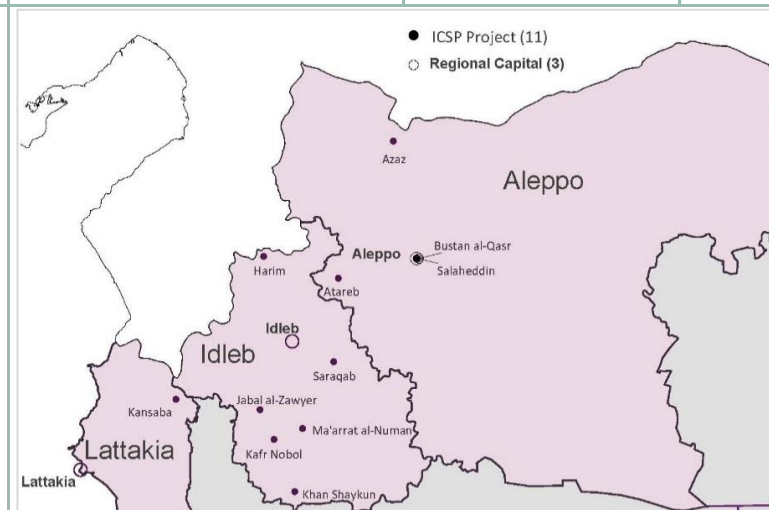 ICSP Project (11)
Regional Capital (3)
Azaz
Aleppo
Bustan al-Qasr
Aleppo
Salaheddin
Harim
Atareb
Idleb
Idleb
Saraqab
Jabal al-Zawyer
Kansaba
Ma'arrat al-Numan
Lattakia
Kafr Nobol
Lattakia
Khan Shaykun